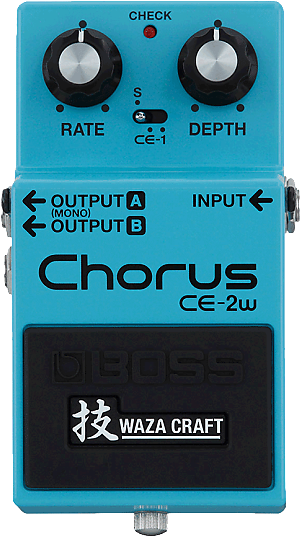 CHECK
S
CE-1
RATE
DEPTH
← OUTPUT A
(MONO)
← OUTPUT B
INPUT ←
Chorus
CE-2w
BOSS
技 WAZA CRAFT